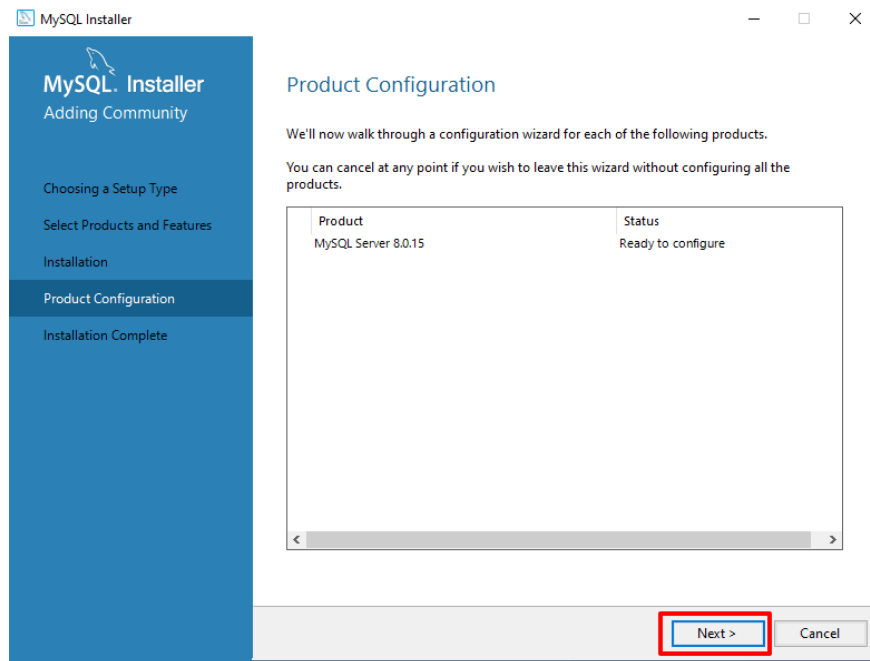 MySQL Installer
MySQL. Installer
Adding Community
Choosing a Setup Type
Select Products and Features
Installation
Product Configuration
Installation Complete
Product Configuration
We'll now walk through a configuration wizard for each of the following products.
You can cancel at any point if you wish to leave this wizard without configuring all the
products.
Product Status
MySQL Server 8.0.15 Ready to configure
Next > Cancel